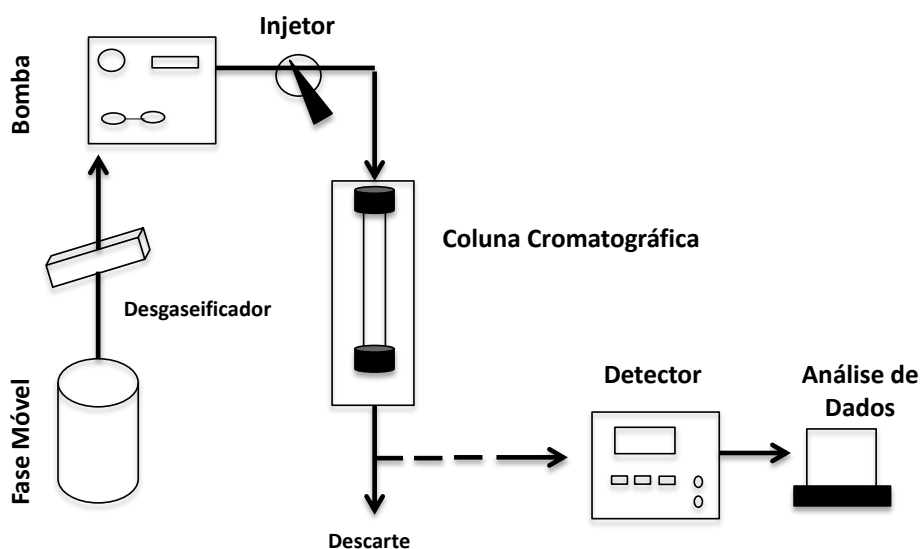 Injetor
Bomba
Coluna Cromatográfica
Desgaseificador
Fase Móvel
Detector
Análise de
Dados
Descarte